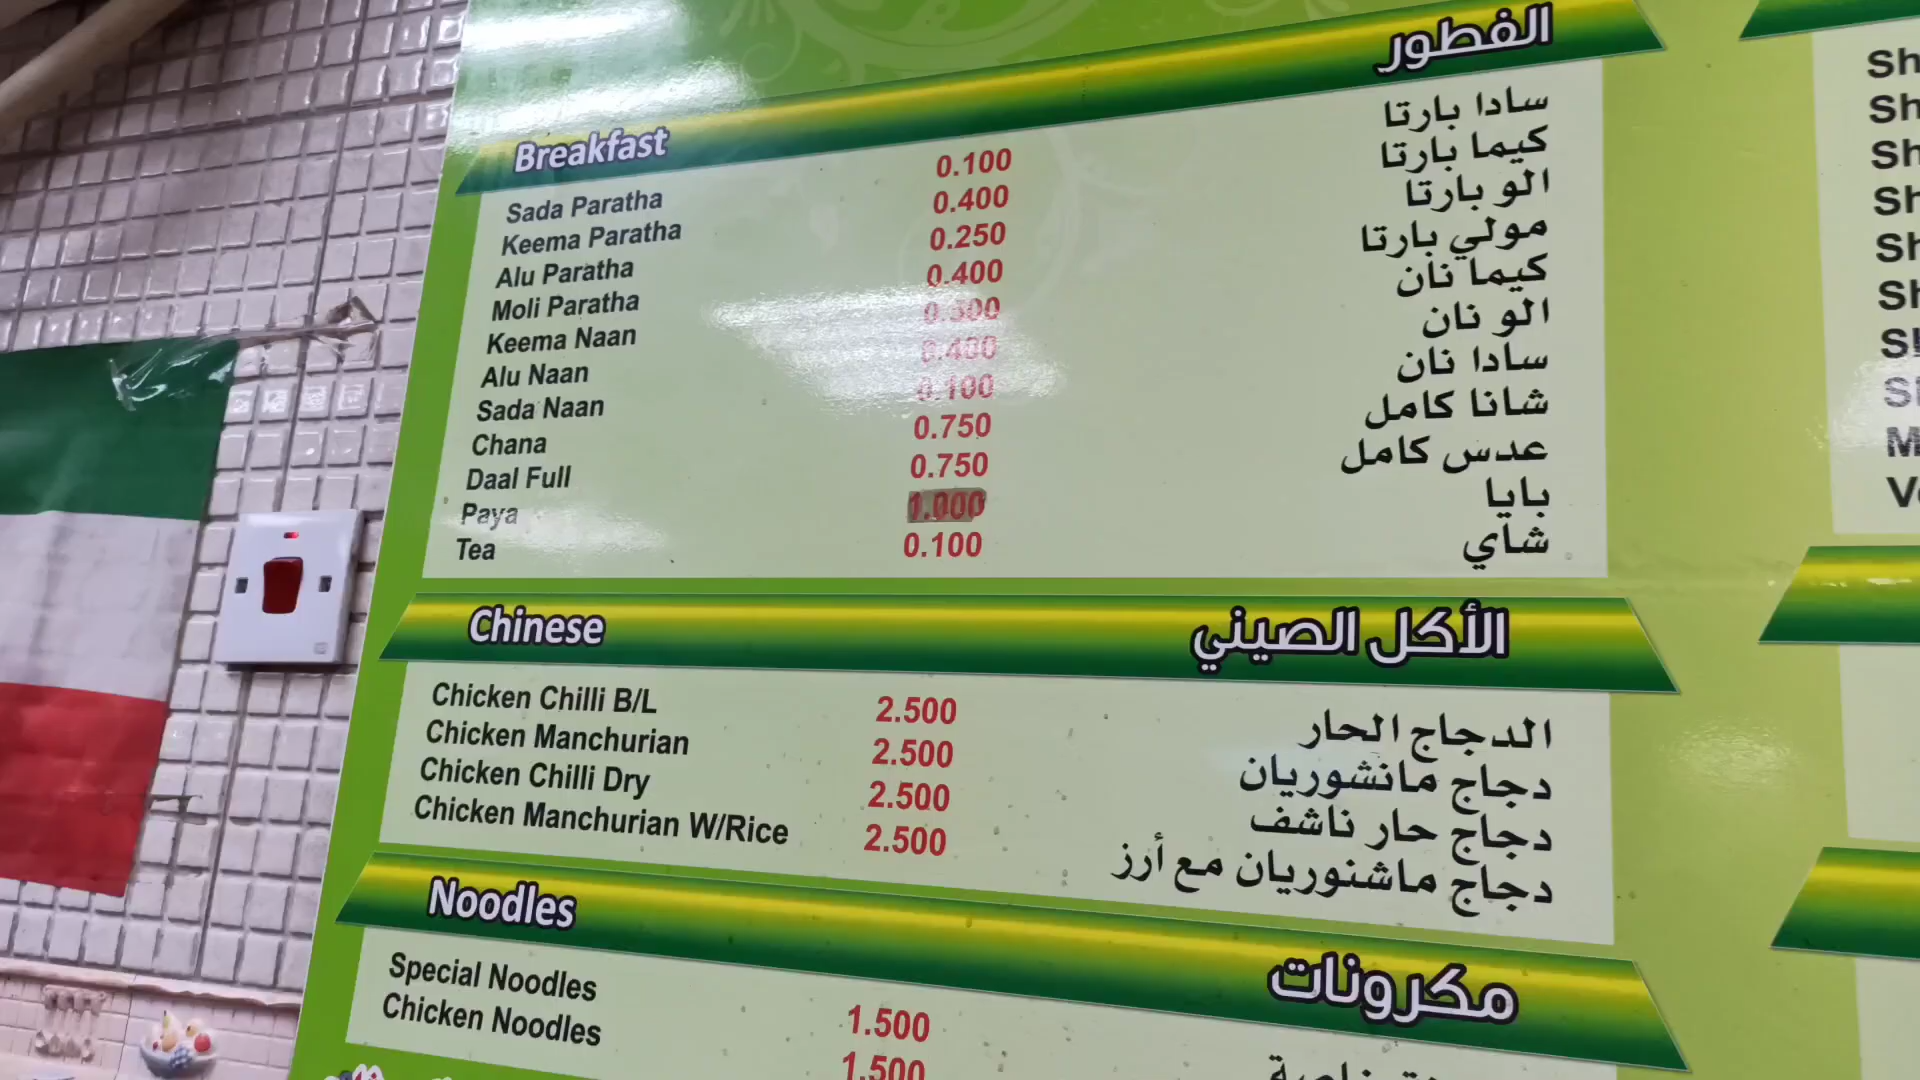 Breakfast الفطور
Sada Paratha 0.100 سادا بارتا
Keema Paratha 0.400 كيما بارتا
Alu Paratha 0.250 الو بارتا
Moli Paratha 0.400 مولي بارتا
Keema Naan 0.300 كيما نان
Alu Naan 0.400 الو نان
Sada Naan 0.100 سادا نان
Chana 0.750 شانا كامل
Daal Full 0.750 عدس كامل
Paya 1.000 بايا
Tea 0.100 شاي
Chinese الأكل الصيني
Chicken Chilli B/L 2.500 الدجاج الحار
Chicken Manchurian 2.500 دجاج مانشوريان
Chicken Chilli Dry 2.500 دجاج حار ناشف
Chicken Manchurian W/Rice 2.500 دجاج ماشنوريان مع أرز
Noodles مكرونات
Special Noodles 1.500
Chicken Noodles 1.500